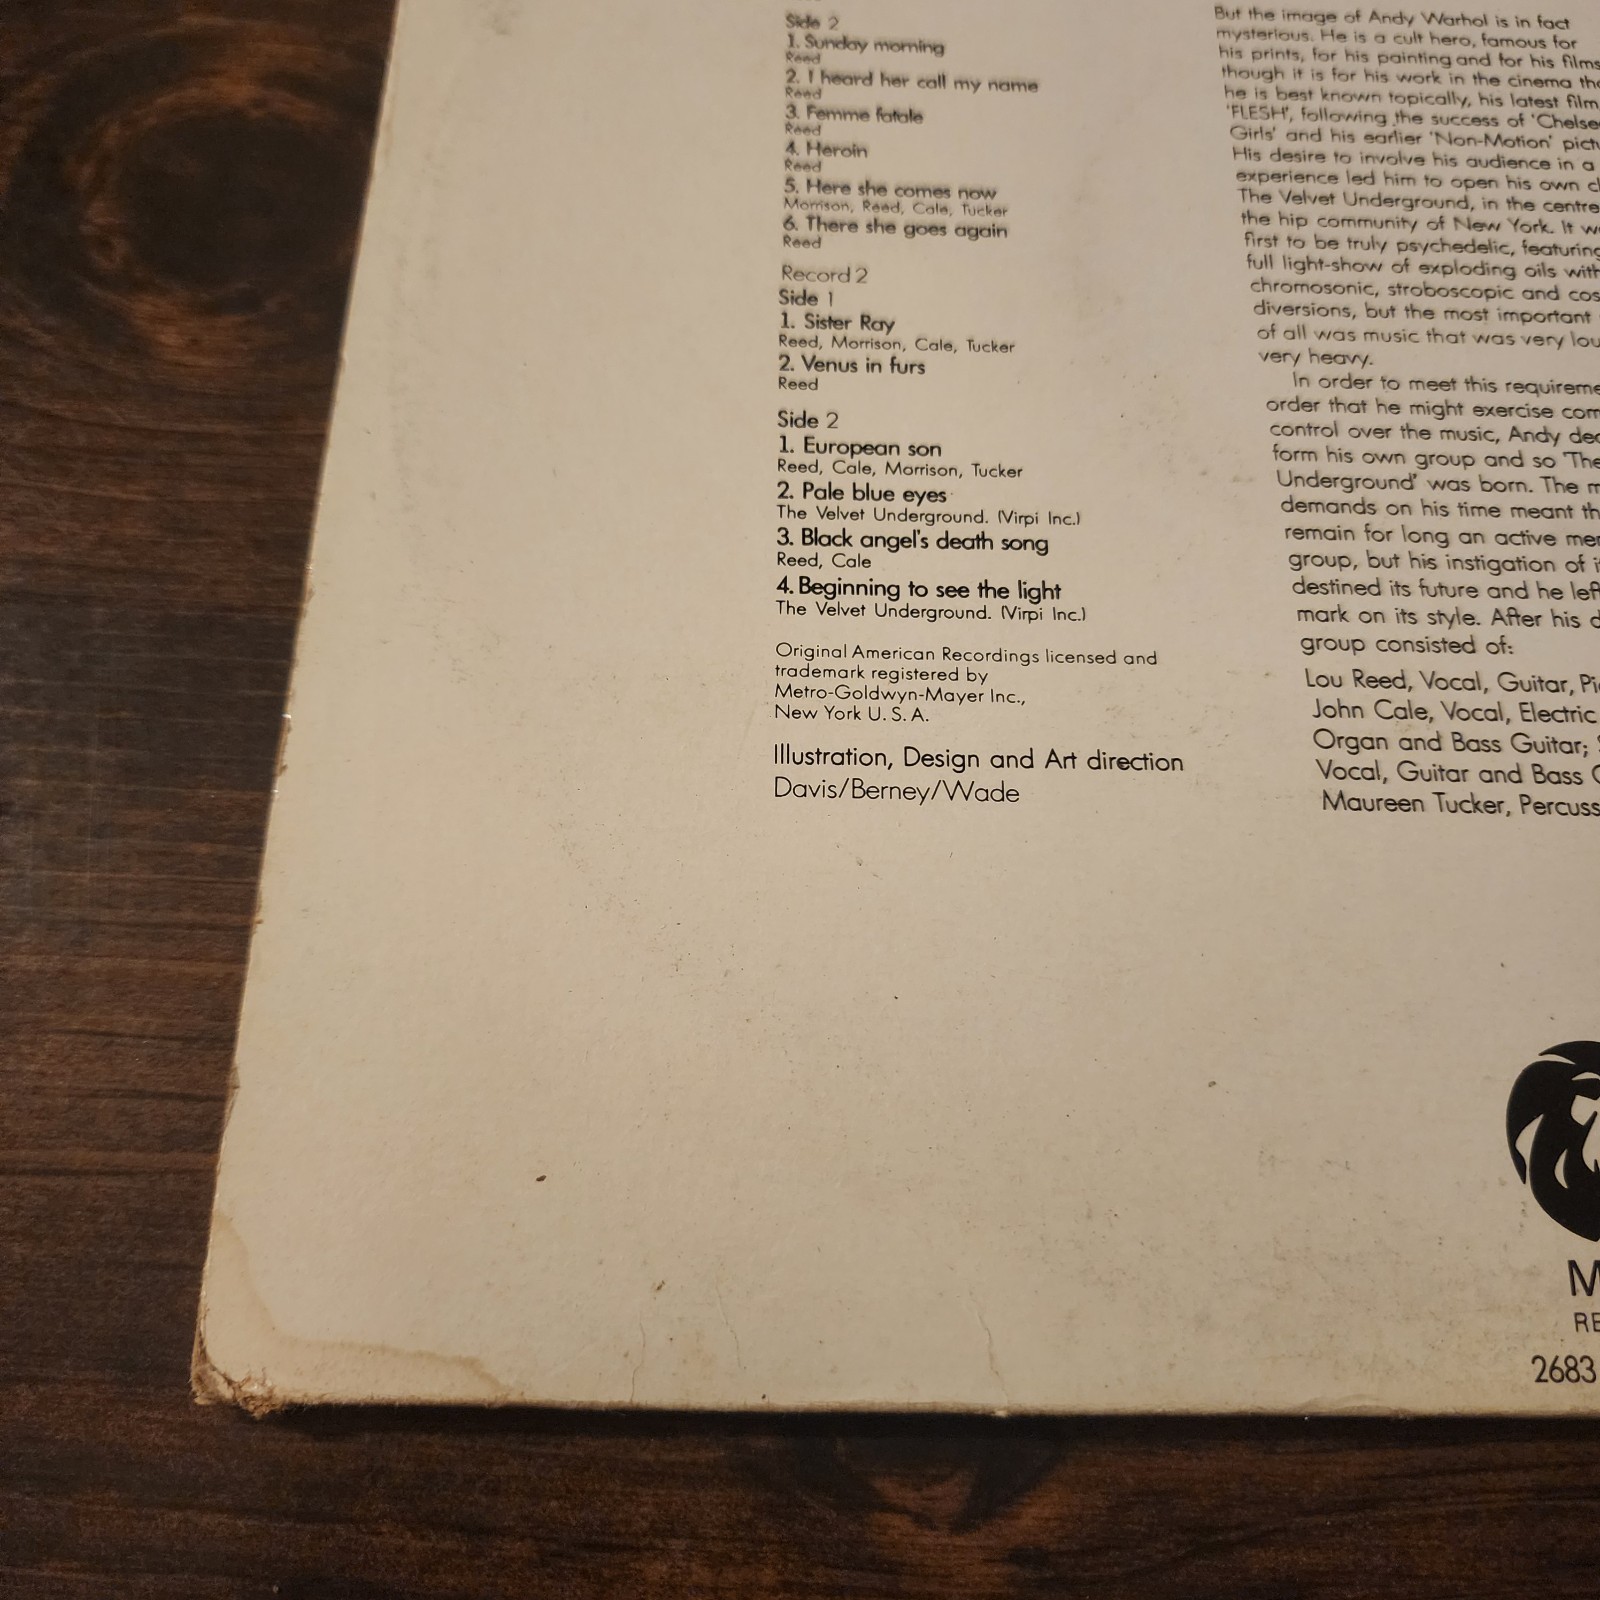 Side 2
1. Sunday morning
Reed
2. I heard her call my name
Reed
3. Femme fatale
Reed
4. Heroin
Reed
5. Here she comes now
Morrison, Reed, Cale, Tucker
6. There she goes again
Reed
Record 2
Side 1
1. Sister Ray
Reed, Morrison, Cale, Tucker
2. Venus in furs
Reed
Side 2
1. European son
Reed, Cale, Morrison, Tucker
2. Pale blue eyes
The Velvet Underground. (Virpi Inc.)
3. Black angel's death song
Reed, Cale
4. Beginning to see the light
The Velvet Underground. (Virpi Inc.)
Original American Recordings licensed and
trademark registered by
Metro-Goldwyn-Mayer Inc.,
New York U. S. A.
Illustration, Design and Art direction
Davis/Berney/Wade
But the image of Andy Warhol is in fact
mysterious. He is a cult hero, famous for
his prints, for his painting and for his films
though it is for his work in the cinema
he is best known topically, his latest film
'FLESH', following the success of
Girls' and his earlier 'Non-Motion'
His desire to involve his audience in a
experience led him to open his own
The Velvet Underground, in the centre
the hip community of New York. It
first to be truly psychedelic, featuring
full light-show of exploding oils with
chromosonic, stroboscopic and
diversions, but the most important
of all was music that was very
very heavy.
In order to meet this
order that he might exercise
control over the music, Andy
form his own group and so 'The
Underground' was born. The
demands on his time meant
remain for long an active
group, but his instigation of
destined its future and he
mark on its style. After his
group consisted of:
Lou Reed, Vocal, Guitar,
John Cale, Vocal, Electric
Organ and Bass Guitar;
Vocal, Guitar and Bass
Maureen Tucker,
2683